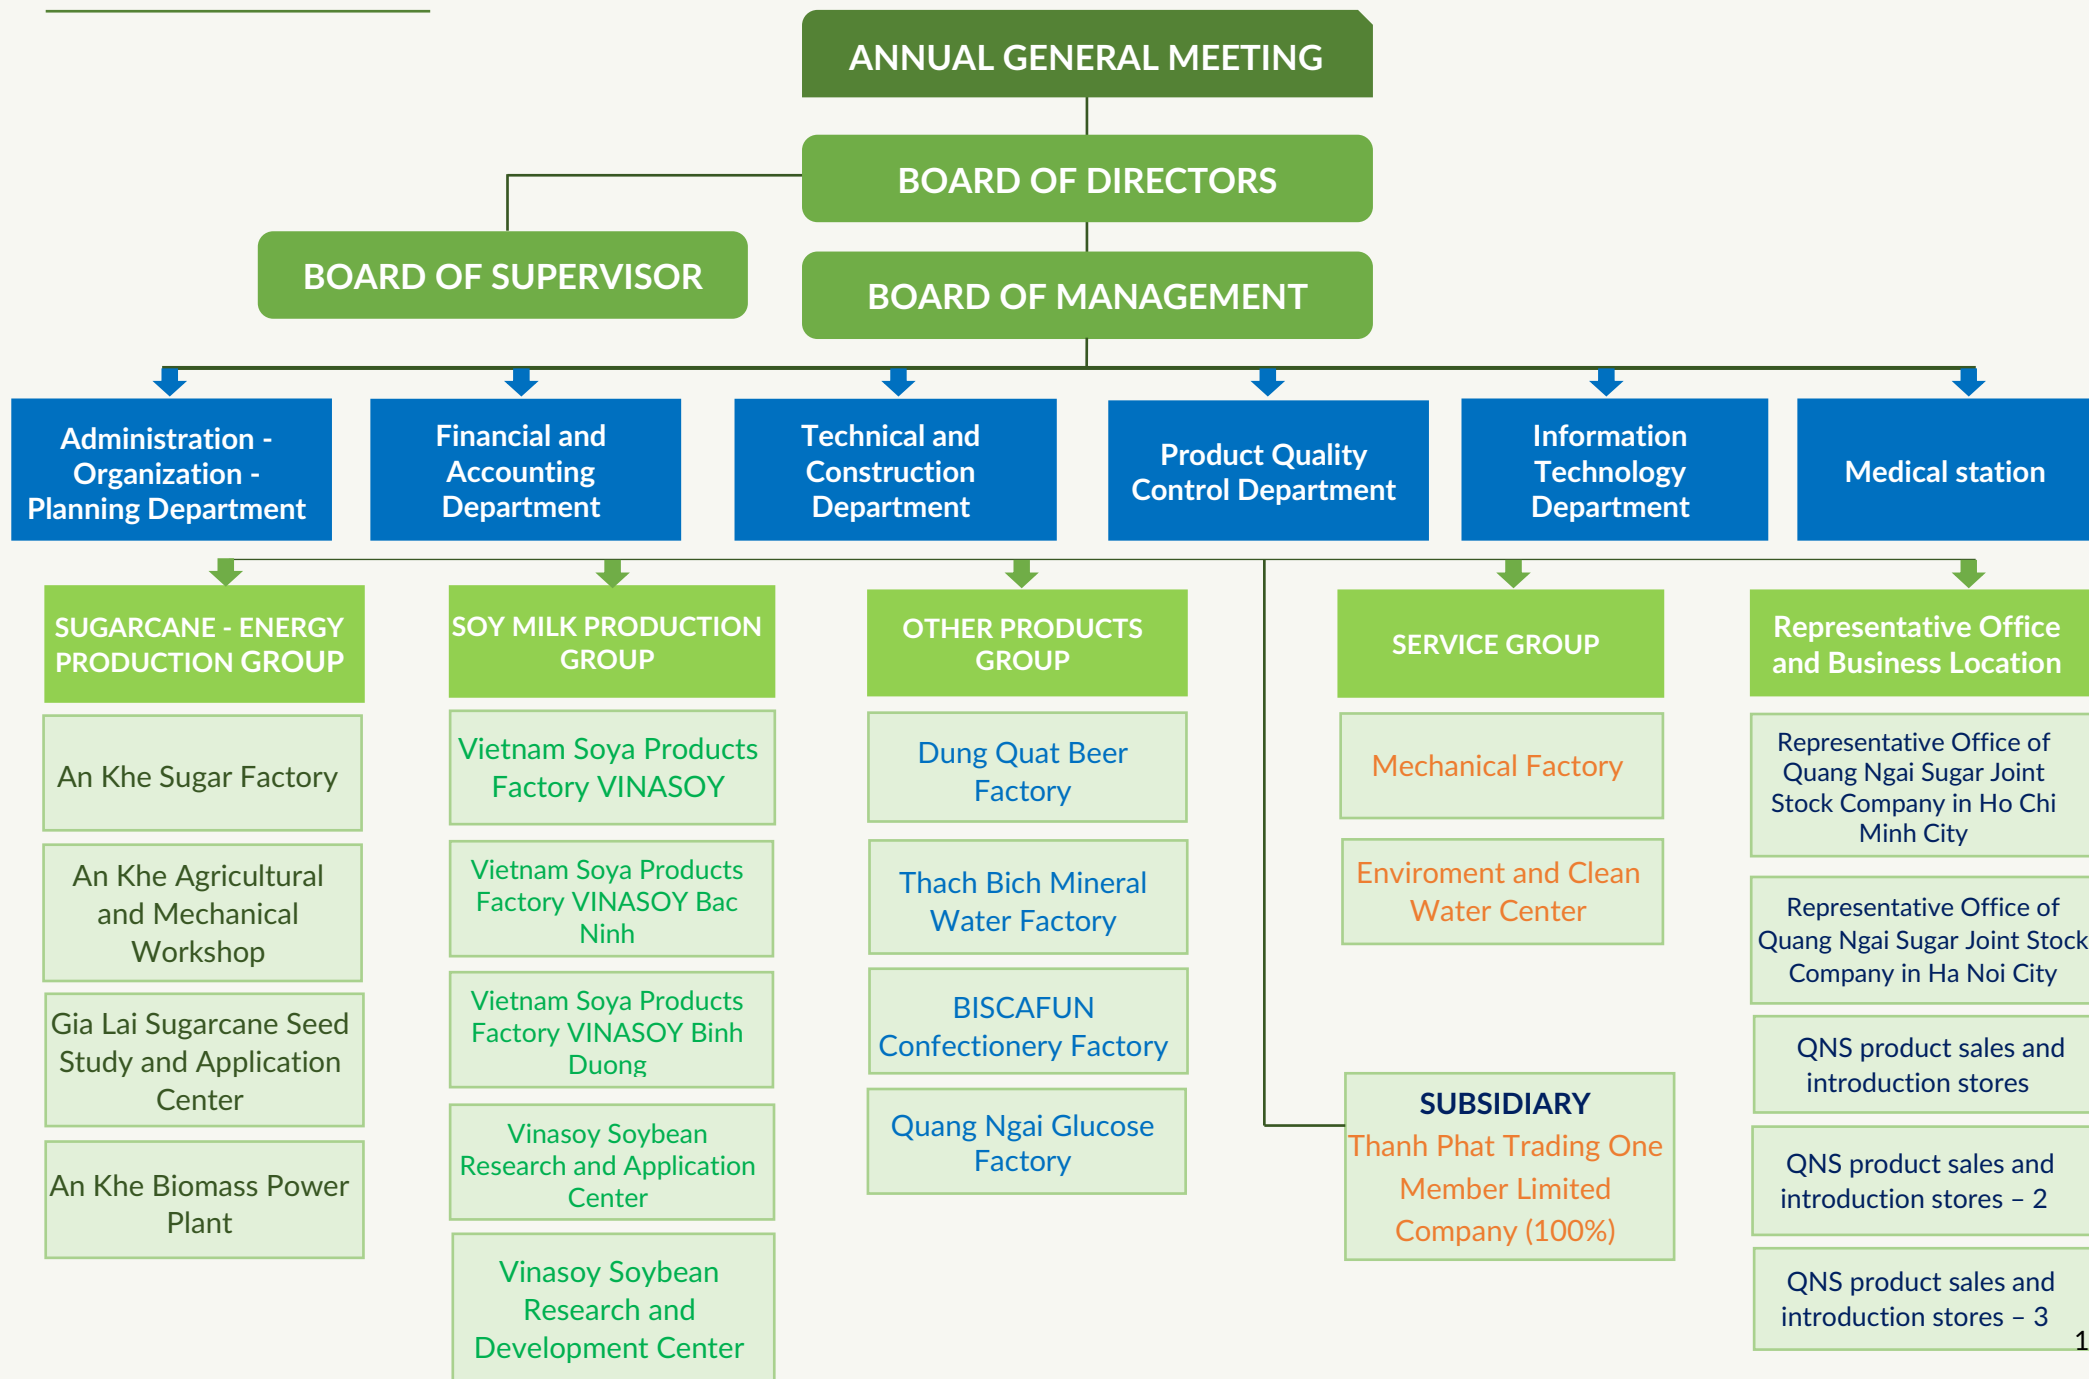 ANNUAL GENERAL MEETING
BOARD OF DIRECTORS
BOARD OF SUPERVISOR
BOARD OF MANAGEMENT
Administration -
Organization -
Planning Department
Financial and
Accounting
Department
Technical and
Construction
Department
Product Quality
Control Department
Information
Technology
Department
Medical station
SUGARCANE - ENERGY
PRODUCTION GROUP
An Khe Sugar Factory
An Khe Agricultural
and Mechanical
Workshop
Gia Lai Sugarcane Seed
Study and Application
Center
An Khe Biomass Power
Plant
SOY MILK PRODUCTION
GROUP
Vietnam Soya Products
Factory VINASOY
Vietnam Soya Products
Factory VINASOY Bac
Ninh
Vietnam Soya Products
Factory VINASOY Binh
Duong
Vinasoy Soybean
Research and Application
Center
Vinasoy Soybean
Research and
Development Center
OTHER PRODUCTS
GROUP
Dung Quat Beer
Factory
Thach Bich Mineral
Water Factory
BISCAFUN
Confectionery Factory
Quang Ngai Glucose
Factory
SERVICE GROUP
Mechanical Factory
Enviroment and Clean
Water Center
SUBSIDIARY
Thanh Phat Trading One
Member Limited
Company (100%)
Representative Office
and Business Location
Representative Office of
Quang Ngai Sugar Joint
Stock Company in Ho Chi
Minh City
Representative Office of
Quang Ngai Sugar Joint Stock
Company in Ha Noi City
QNS product sales and
introduction stores
QNS product sales and
introduction stores – 2
QNS product sales and
introduction stores – 3
1